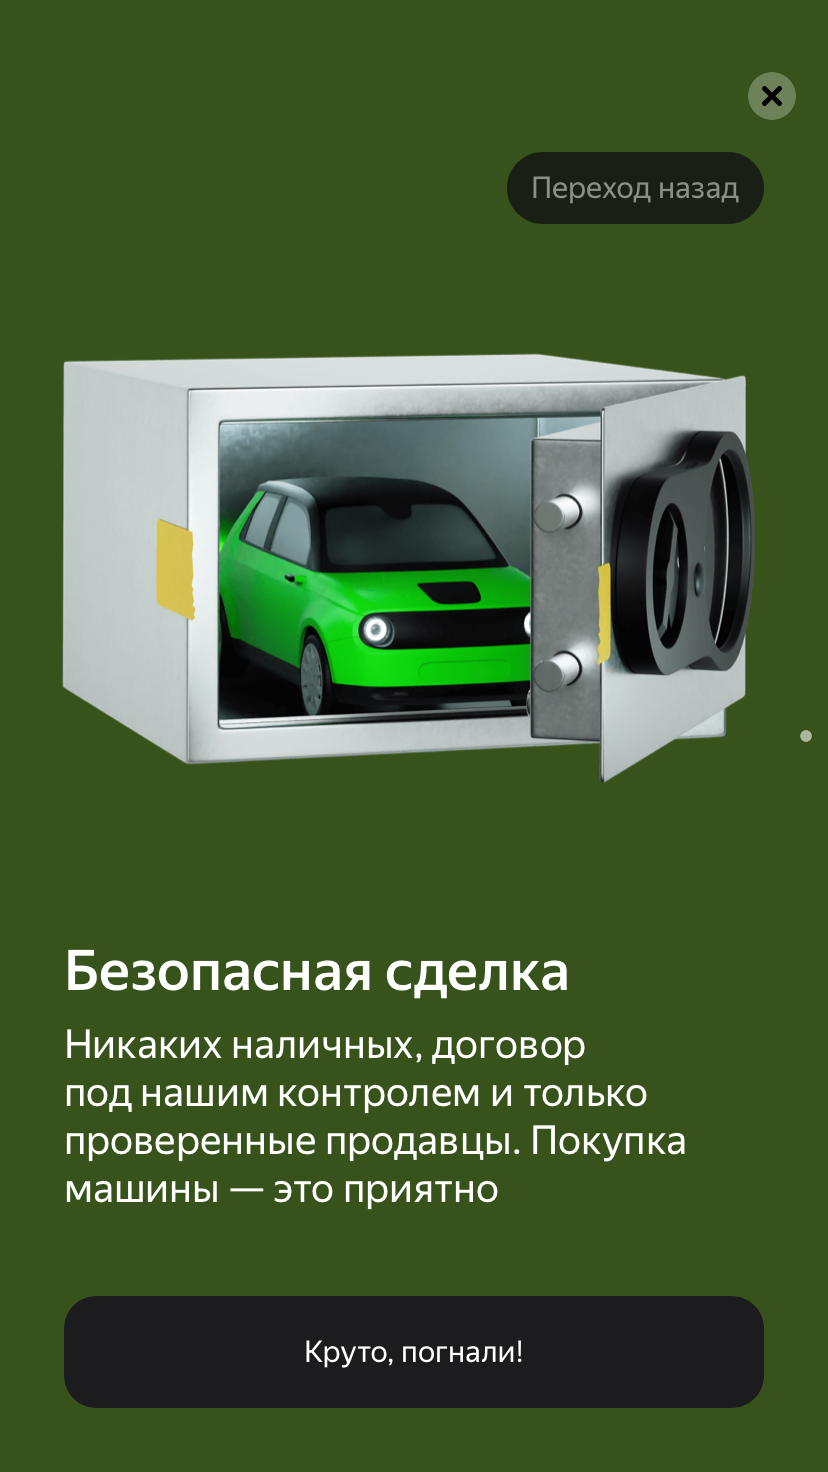 Переход назад
Безопасная сделка
Никаких наличных, договор
под нашим контролем и только
проверенные продавцы. Покупка
машины — это приятно
Круто, погнали!